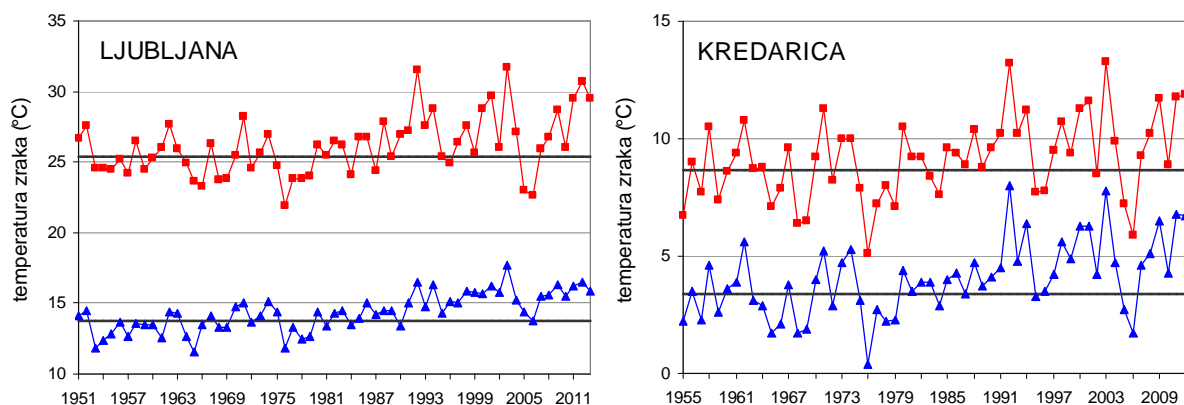 LJUBLJANA
temperatura zraka (°C)
35
30
25
20
15
10
1951 1957 1963 1969 1975 1981 1987 1993 1999 2005 2011
KREDARICA
temperatura zraka (°C)
15
10
5
0
1955 1961 1967 1973 1979 1985 1991 1997 2003 2009